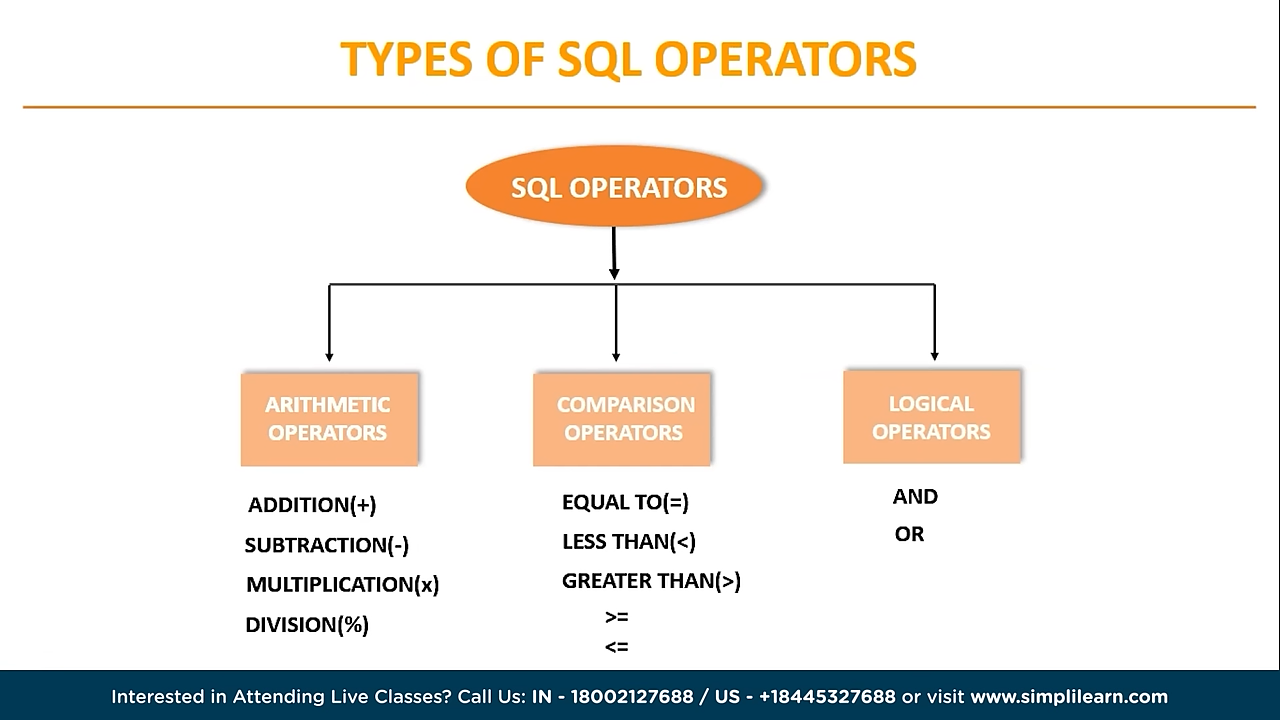 TYPES OF SQL OPERATORS
SQL OPERATORS
ARITHMETIC
OPERATORS
ADDITION(+)
SUBTRACTION(-)
MULTIPLICATION(x)
DIVISION(%)
COMPARISON
OPERATORS
EQUAL TO(=)
LESS THAN(<)
GREATER THAN(>)
>=
<=
LOGICAL
OPERATORS
AND
OR
Interested in Attending Live Classes? Call Us: IN - 18002127688 / US - +18445327688 or visit www.simplilearn.com